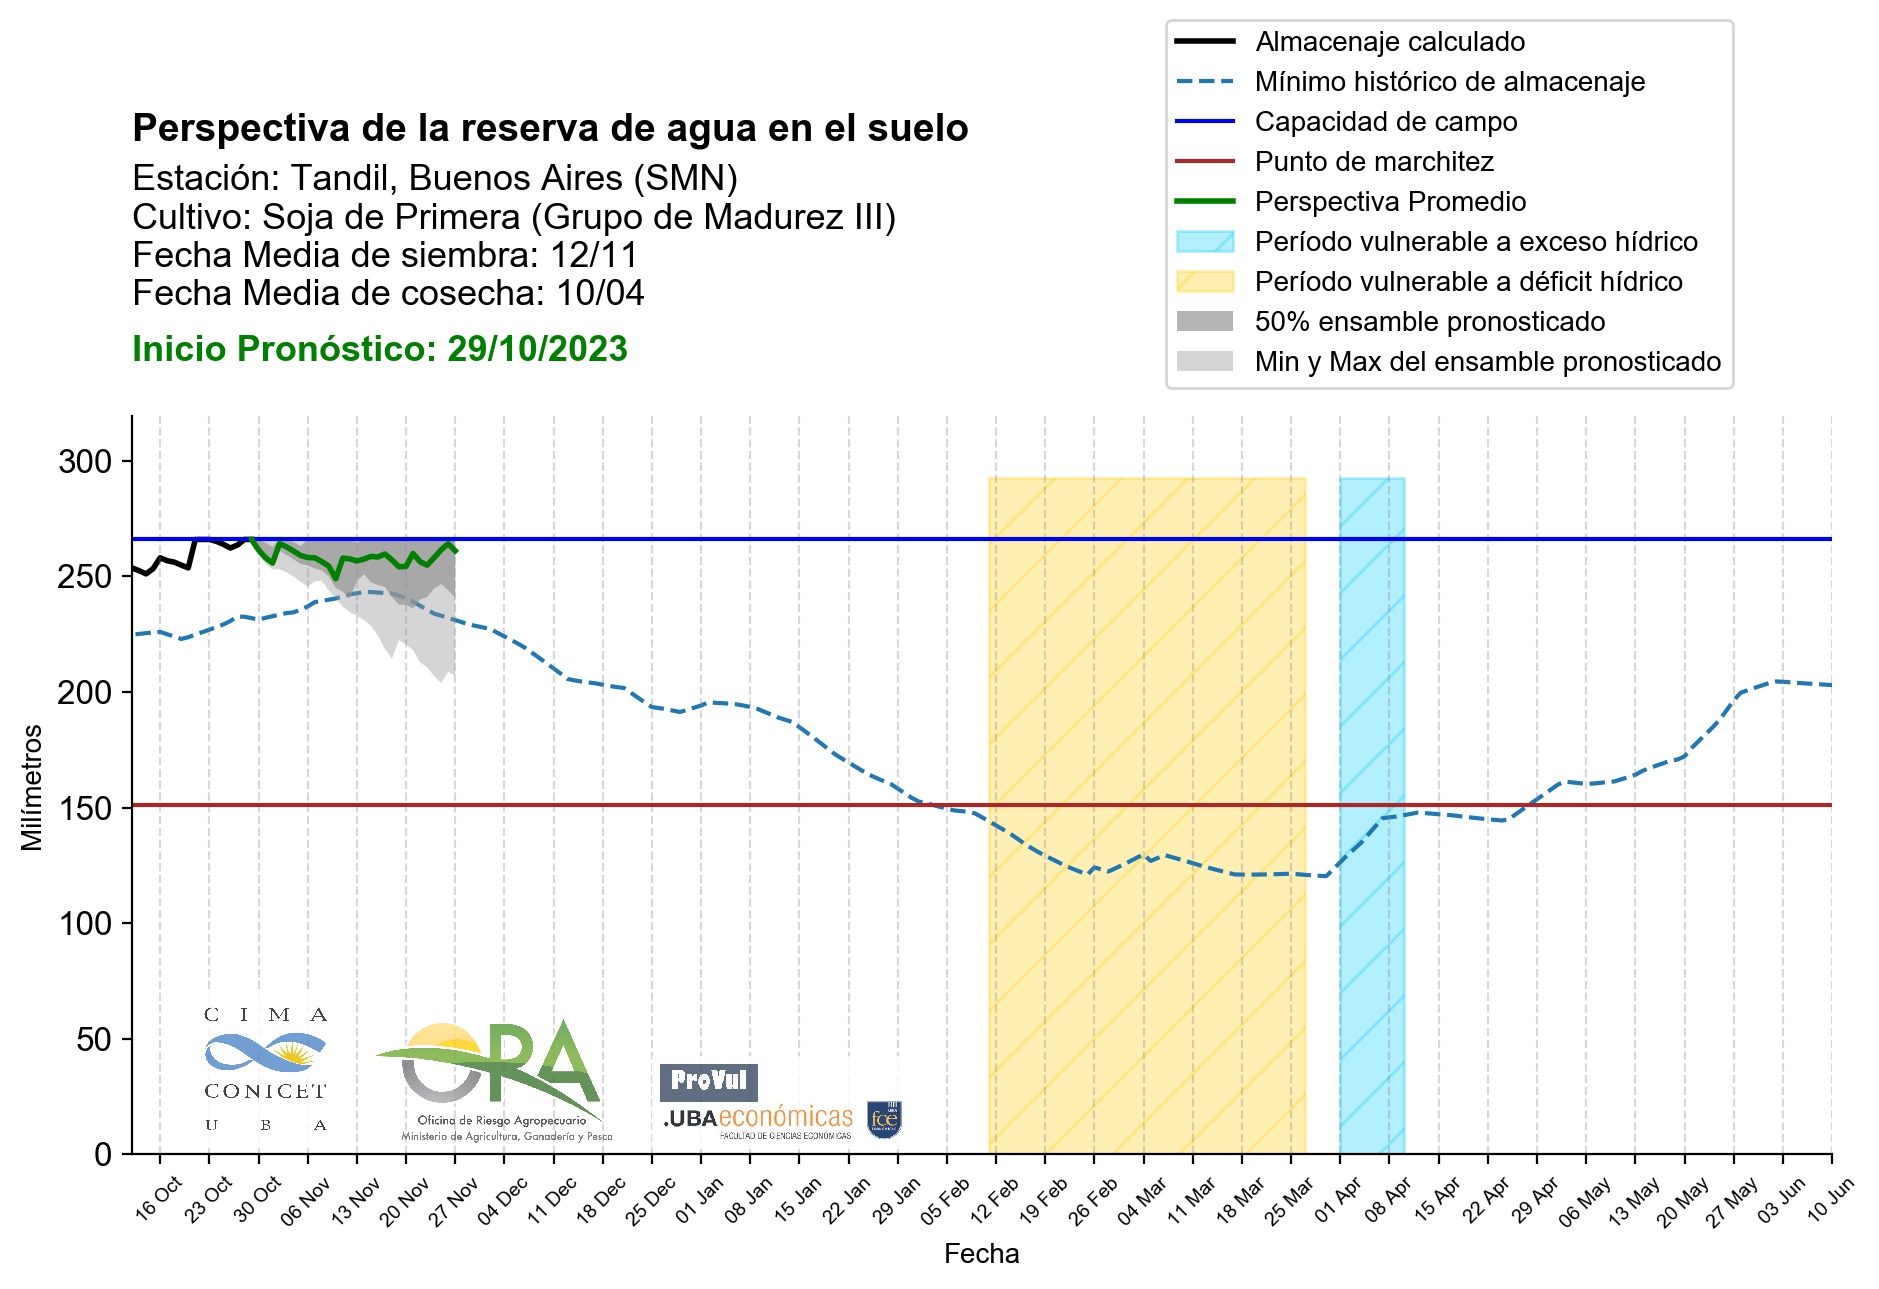 Almacenaje calculado
Mínimo histórico de almacenaje
Capacidad de campo
Punto de marchitez
Perspectiva Promedio
Período vulnerable a exceso hídrico
Período vulnerable a déficit hídrico
50% ensamble pronosticado
Min y Max del ensamble pronosticado
Perspectiva de la reserva de agua en el suelo
Estación: Tandil, Buenos Aires (SMN)
Cultivo: Soja de Primera (Grupo de Madurez III)
Fecha Media de siembra: 12/11
Fecha Media de cosecha: 10/04
Inicio Pronóstico: 29/10/2023
300
250
200
150
100
50
0
Milímetros
CIMA
CONICET
UBA
ORA
Oficina de Riesgo Agropecuario
Ministerio de Agricultura, Ganadería y Pesca
ProVul
.UBAeconómicas
FACULTAD DE CIENCIAS ECONÓMICAS
fce
16 Oct
23 Oct
30 Oct
06 Nov
13 Nov
20 Nov
27 Nov
04 Dec
11 Dec
18 Dec
25 Dec
01 Jan
08 Jan
15 Jan
22 Jan
29 Jan
05 Feb
12 Feb
19 Feb
26 Feb
04 Mar
11 Mar
18 Mar
25 Mar
01 Apr
08 Apr
15 Apr
22 Apr
29 Apr
06 May
13 May
20 May
27 May
03 Jun
10 Jun
Fecha